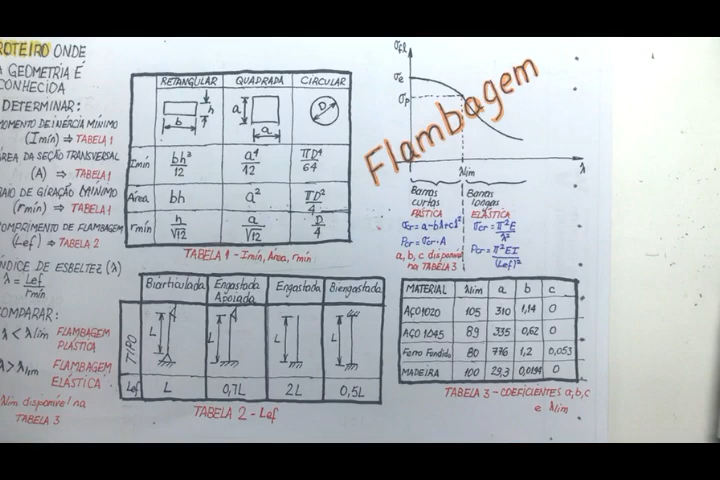 ROTEIRO ONDE
A GEOMETRIA É
CONHECIDA
DETERMINAR:
MOMENTO DE INÉRCIA MÍNIMO
(Imín) ⇒ TABELA 1
ÁREA DA SEÇÃO TRANSVERSAL
(A) ⇒ TABELA 1
RAIO DE GIRAÇÃO MÍNIMO
(rmín) ⇒ TABELA 1
COMPRIMENTO DE FLAMBAGEM
(Lef) ⇒ TABELA 2
ÍNDICE DE ESBELTEZ (λ)
λ = Lef/rmín
COMPARAR:
λ < λlim FLAMBAGEM PLÁSTICA
λ > λlim FLAMBAGEM ELÁSTICA
λlim disponível na
TABELA 3
RETANGULAR QUADRADA CIRCULAR
h b a a D
Imín bh³/12 a⁴/12 πD⁴/64
Área bh a² πD²/4
rmín h/√12 a/√12 D/4
TABELA 1 - Imín, Área, rmín
Biarticulada Engastada Apoiada Engastada Biengastada
TIPO L L L L
Lef L 0,7L 2L 0,5L
TABELA 2 - Lef
Flambagem
σfl
σe
σp
λlim λ
Barras curtas Barras longas
PLÁSTICA ELÁSTICA
σcr = π²E/λ²
Pcr = σcr·A Pcr = π²EI/(Lef)²
a, b, c disponível
na TABELA 3
MATERIAL λlim a b c
AÇO 1020 105 310 1,14 0
AÇO 1045 89 335 0,62 0
Ferro Fundido 80 776 1,2 0,053
MADEIRA 100 29,3 0,0194 0
TABELA 3 - COEFICIENTES a,b,c
e λlim